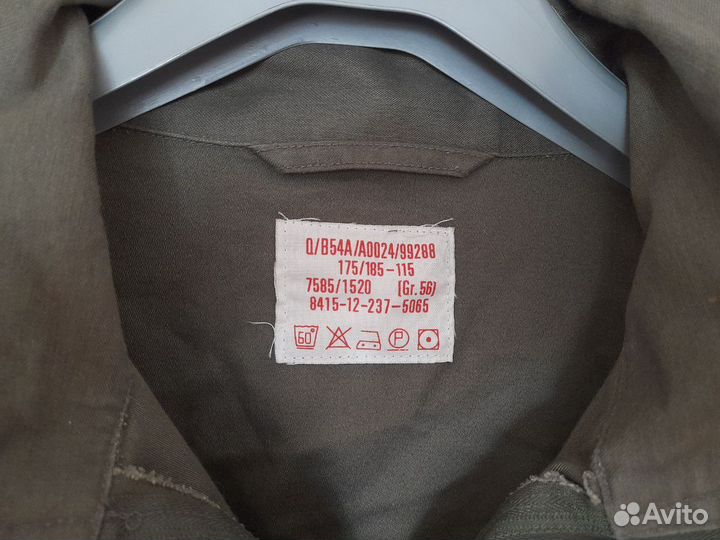 Q/B54A/A0024/99288
175/185-115
7585/1520 (Gr. 56)
8415-12-237-5065
60°
P
Avito